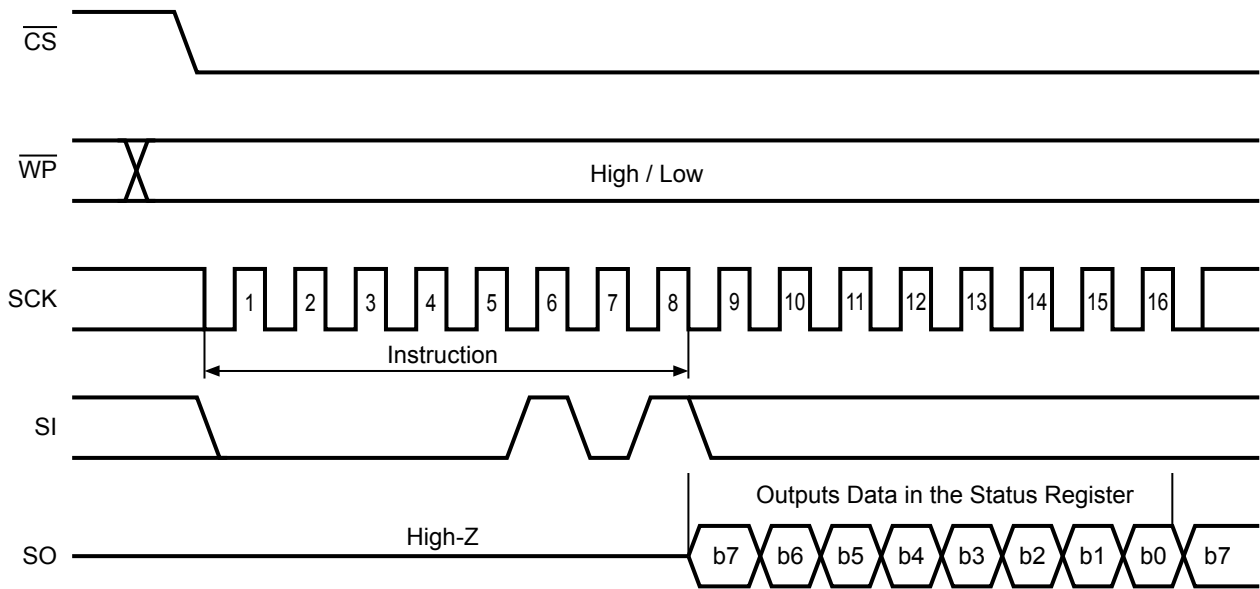 CS
WP
High / Low
SCK
1 2 3 4 5 6 7 8 9 10 11 12 13 14 15 16
Instruction
SI
Outputs Data in the Status Register
SO
High-Z
b7 b6 b5 b4 b3 b2 b1 b0 b7